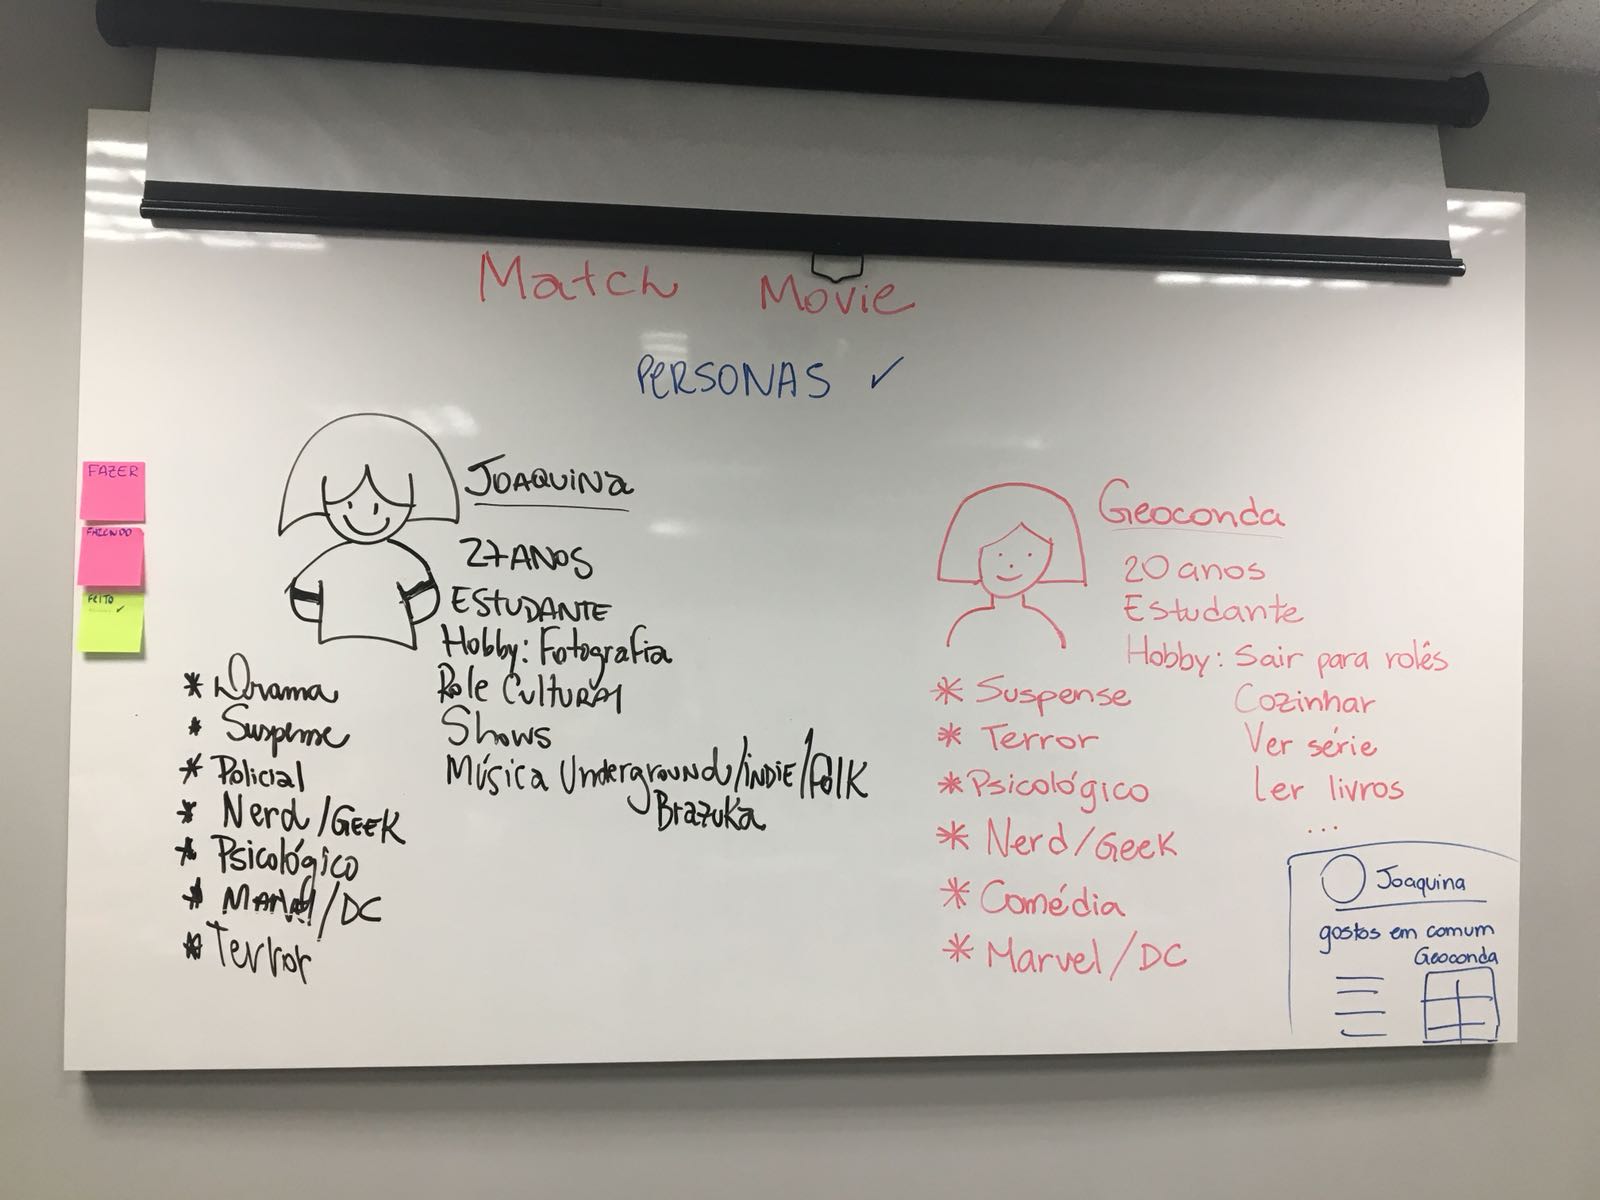 Match Movie
PERSONAS ✓
FAZER
FAZENDO
FEITO
JOAQUINA
27 ANOS
ESTUDANTE
Hobby: Fotografia
Role Cultural
Shows
Música Underground/INDIE/FOLK
Brazuka
* Drama
* Suspense
* Policial
* Nerd/GEEK
* Psicológico
* Marvel/DC
* Terror
Geoconda
20 anos
Estudante
Hobby: Sair para rolês
Cozinhar
Ver série
Ler livros
...
* Suspense
* Terror
* Psicológico
* Nerd/Geek
* Comédia
* Marvel/DC
Joaquina
gostos em comum
Geoconda